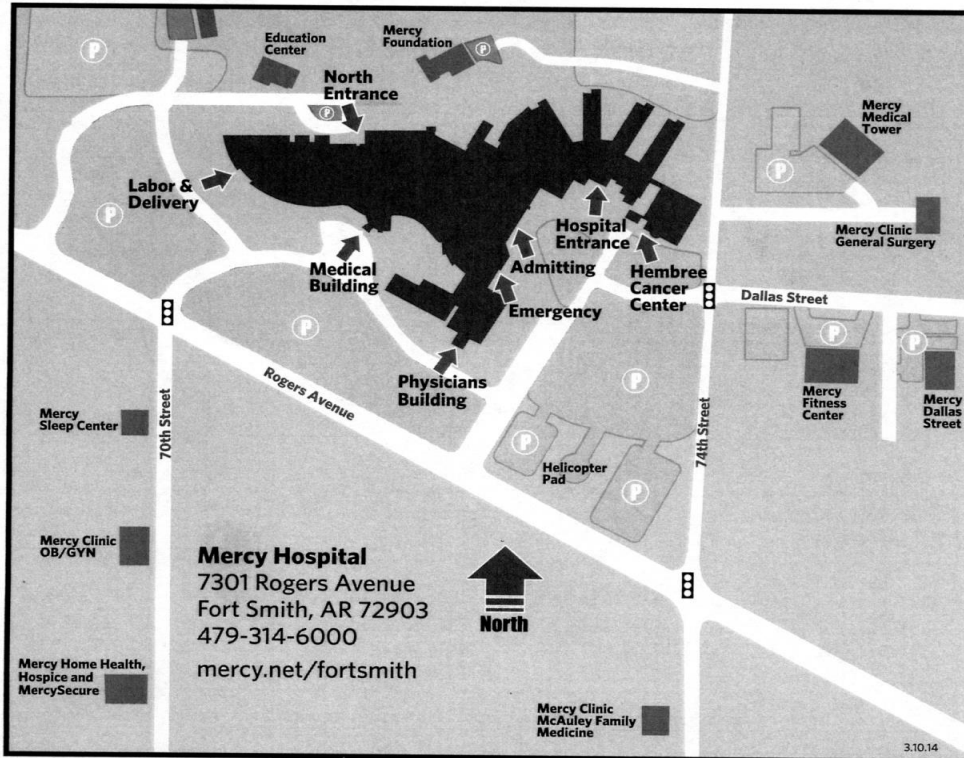 P
Education
Center
Mercy
Foundation
P
North
Entrance
P
Mercy
Medical
Tower
P
Labor &
Delivery
P
Hospital
Entrance
Mercy Clinic
General Surgery
Medical
Building
Admitting
Hembree
Cancer
Center
Emergency
Dallas Street
P
P
P
Rogers Avenue
Physicians
Building
P
Mercy
Fitness
Center
Mercy
Dallas
Street
Mercy
Sleep Center
70th Street
74th Street
P
Helicopter
Pad
P
Mercy Clinic
OB/GYN
Mercy Hospital
7301 Rogers Avenue
Fort Smith, AR 72903
479-314-6000
mercy.net/fortsmith
North
Mercy Home Health,
Hospice and
MercySecure
Mercy Clinic
McAuley Family
Medicine
3.10.14